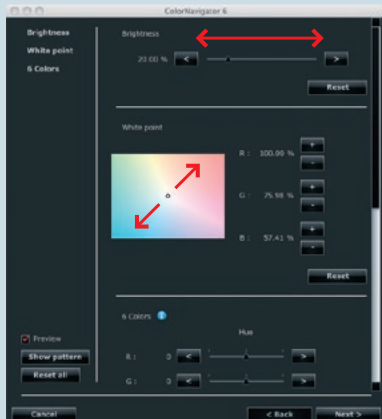 ColorNavigator 6
Brightness
White point
6 Colors
Brightness
20.00 % < >
Reset
White point
R : 100.00 % +
-
G : 75.98 % +
-
B : 57.41 % +
-
Reset
6 Colors i
Hue
R : 0 < >
G : 0 < >
Preview
Show pattern
Reset all
Cancel < Back Next >